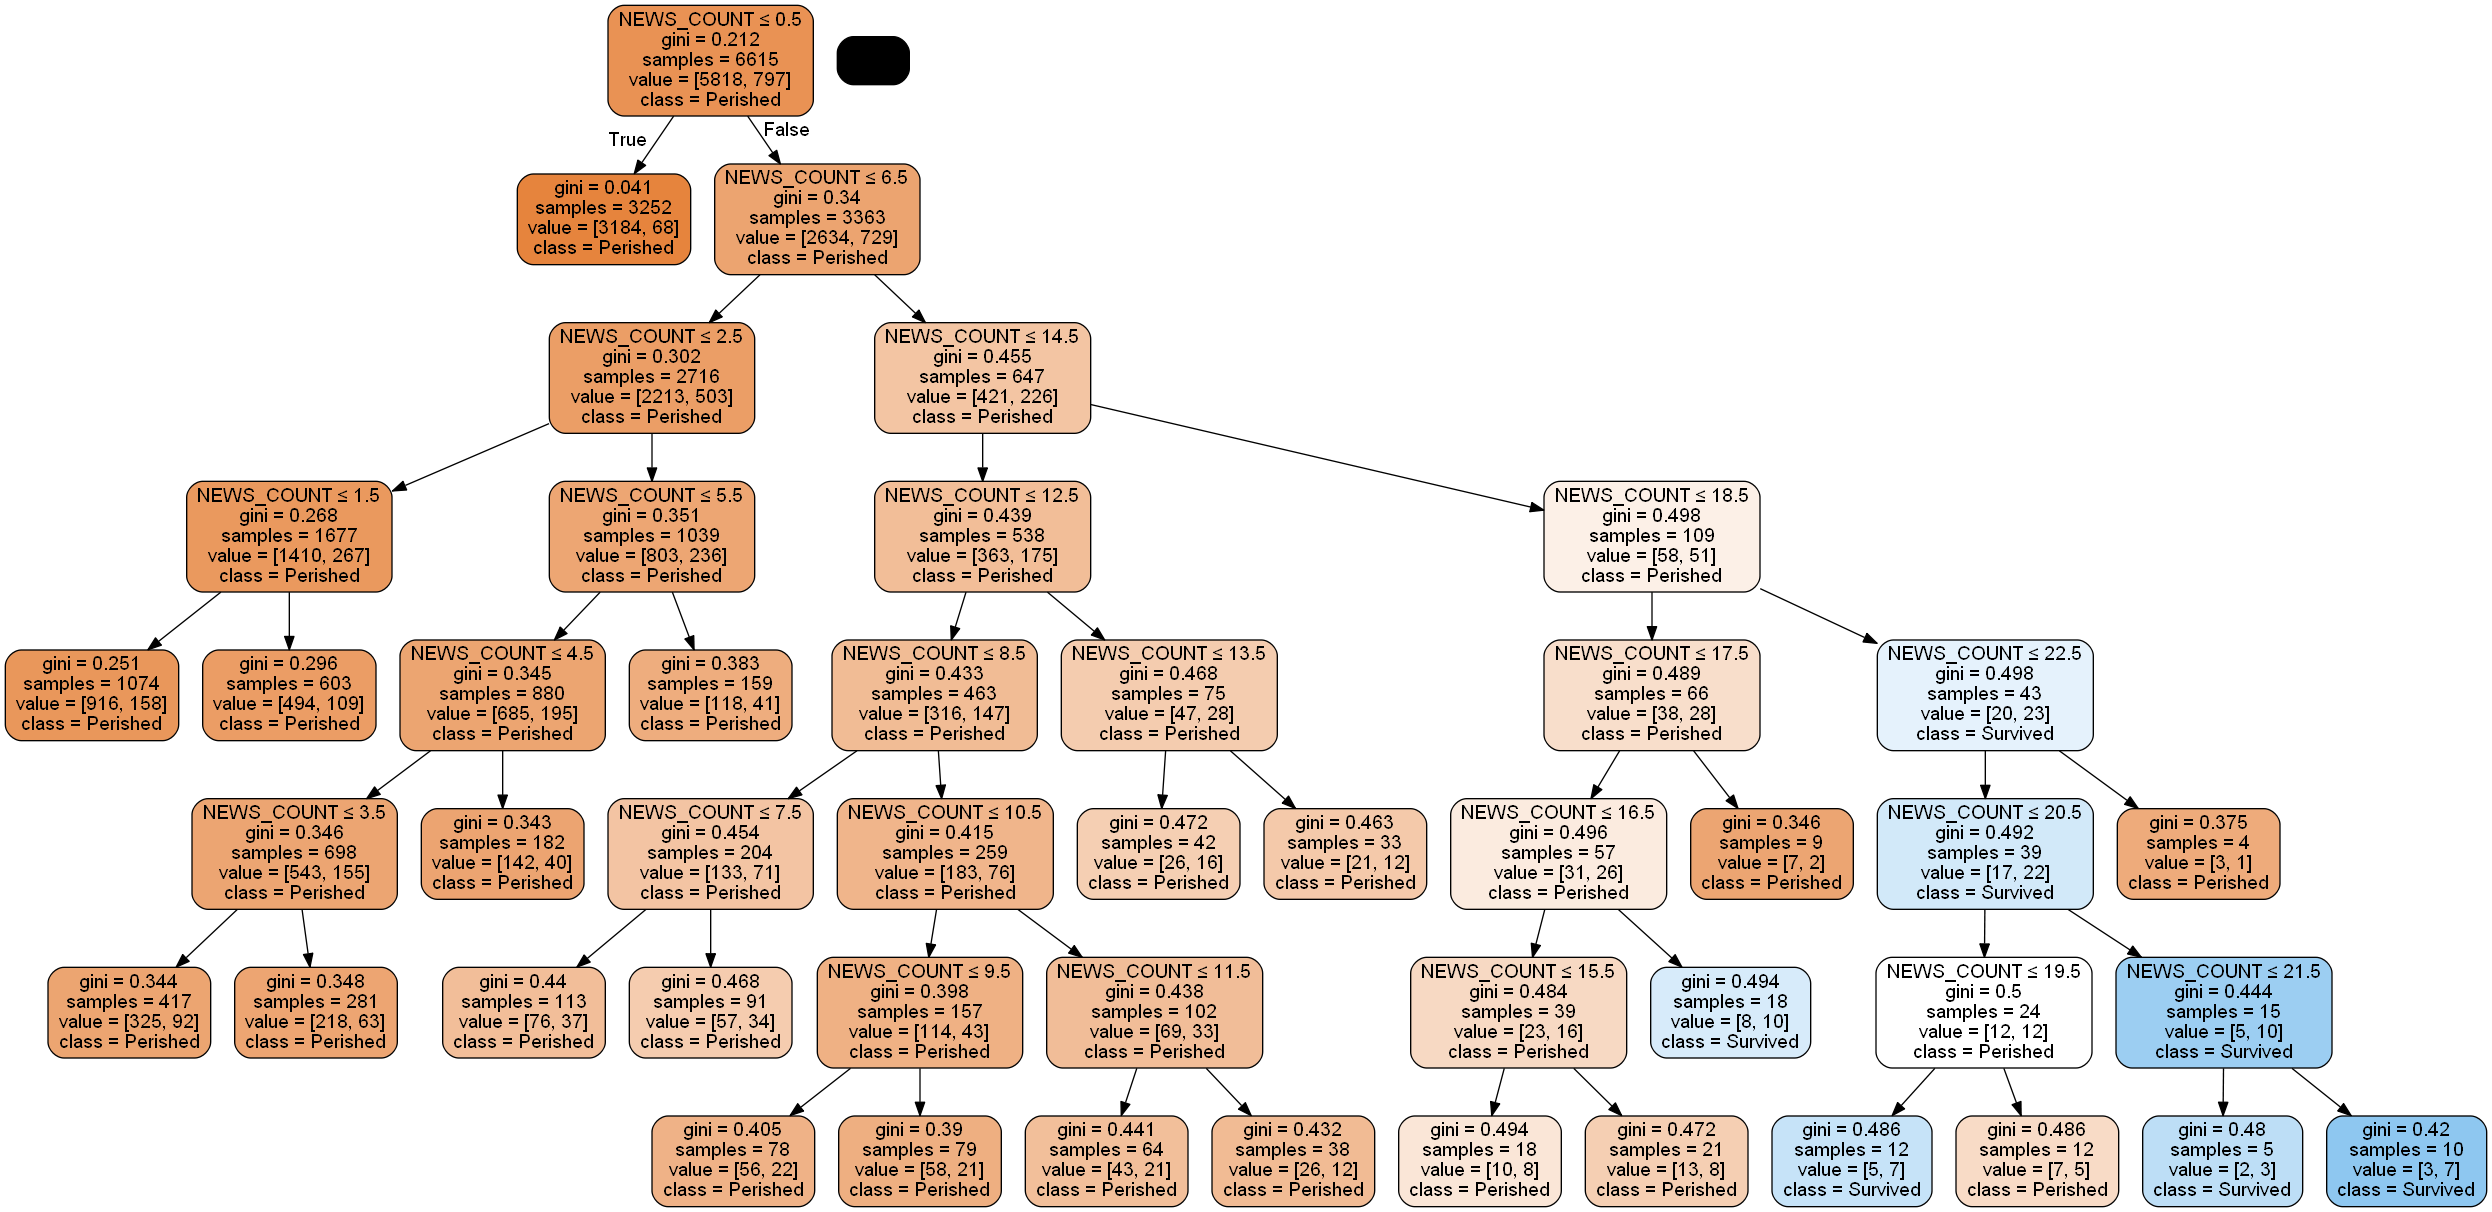 NEWS_COUNT ≤ 0.5
gini = 0.212
samples = 6615
value = [5818, 797]
class = Perished
True
False
gini = 0.041
samples = 3252
value = [3184, 68]
class = Perished
NEWS_COUNT ≤ 6.5
gini = 0.34
samples = 3363
value = [2634, 729]
class = Perished
NEWS_COUNT ≤ 2.5
gini = 0.302
samples = 2716
value = [2213, 503]
class = Perished
NEWS_COUNT ≤ 14.5
gini = 0.455
samples = 647
value = [421, 226]
class = Perished
NEWS_COUNT ≤ 1.5
gini = 0.268
samples = 1677
value = [1410, 267]
class = Perished
NEWS_COUNT ≤ 5.5
gini = 0.351
samples = 1039
value = [803, 236]
class = Perished
NEWS_COUNT ≤ 12.5
gini = 0.439
samples = 538
value = [363, 175]
class = Perished
NEWS_COUNT ≤ 18.5
gini = 0.498
samples = 109
value = [58, 51]
class = Perished
gini = 0.251
samples = 1074
value = [916, 158]
class = Perished
gini = 0.296
samples = 603
value = [494, 109]
class = Perished
NEWS_COUNT ≤ 4.5
gini = 0.345
samples = 880
value = [685, 195]
class = Perished
gini = 0.383
samples = 159
value = [118, 41]
class = Perished
NEWS_COUNT ≤ 8.5
gini = 0.433
samples = 463
value = [316, 147]
class = Perished
NEWS_COUNT ≤ 13.5
gini = 0.468
samples = 75
value = [47, 28]
class = Perished
NEWS_COUNT ≤ 17.5
gini = 0.489
samples = 66
value = [38, 28]
class = Perished
NEWS_COUNT ≤ 22.5
gini = 0.498
samples = 43
value = [20, 23]
class = Survived
NEWS_COUNT ≤ 3.5
gini = 0.346
samples = 698
value = [543, 155]
class = Perished
gini = 0.343
samples = 182
value = [142, 40]
class = Perished
NEWS_COUNT ≤ 7.5
gini = 0.454
samples = 204
value = [133, 71]
class = Perished
NEWS_COUNT ≤ 10.5
gini = 0.415
samples = 259
value = [183, 76]
class = Perished
gini = 0.472
samples = 42
value = [26, 16]
class = Perished
gini = 0.463
samples = 33
value = [21, 12]
class = Perished
NEWS_COUNT ≤ 16.5
gini = 0.496
samples = 57
value = [31, 26]
class = Perished
gini = 0.346
samples = 9
value = [7, 2]
class = Perished
NEWS_COUNT ≤ 20.5
gini = 0.492
samples = 39
value = [17, 22]
class = Survived
gini = 0.375
samples = 4
value = [3, 1]
class = Perished
gini = 0.344
samples = 417
value = [325, 92]
class = Perished
gini = 0.348
samples = 281
value = [218, 63]
class = Perished
gini = 0.44
samples = 113
value = [76, 37]
class = Perished
gini = 0.468
samples = 91
value = [57, 34]
class = Perished
NEWS_COUNT ≤ 9.5
gini = 0.398
samples = 157
value = [114, 43]
class = Perished
NEWS_COUNT ≤ 11.5
gini = 0.438
samples = 102
value = [69, 33]
class = Perished
NEWS_COUNT ≤ 15.5
gini = 0.484
samples = 39
value = [23, 16]
class = Perished
gini = 0.494
samples = 18
value = [8, 10]
class = Survived
NEWS_COUNT ≤ 19.5
gini = 0.5
samples = 24
value = [12, 12]
class = Perished
NEWS_COUNT ≤ 21.5
gini = 0.444
samples = 15
value = [5, 10]
class = Survived
gini = 0.405
samples = 78
value = [56, 22]
class = Perished
gini = 0.39
samples = 79
value = [58, 21]
class = Perished
gini = 0.441
samples = 64
value = [43, 21]
class = Perished
gini = 0.432
samples = 38
value = [26, 12]
class = Perished
gini = 0.494
samples = 18
value = [10, 8]
class = Perished
gini = 0.472
samples = 21
value = [13, 8]
class = Perished
gini = 0.486
samples = 12
value = [5, 7]
class = Survived
gini = 0.486
samples = 12
value = [7, 5]
class = Perished
gini = 0.48
samples = 5
value = [2, 3]
class = Survived
gini = 0.42
samples = 10
value = [3, 7]
class = Survived